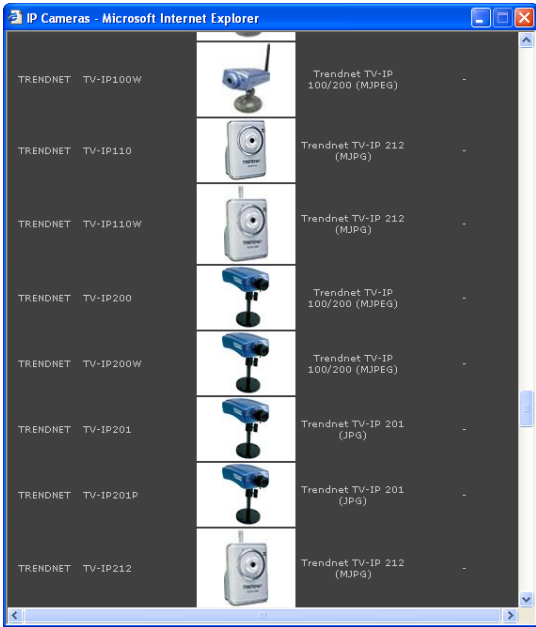 IP Cameras - Microsoft Internet Explorer
TRENDNET TV-IP100W Trendnet TV-IP
100/200 (MJPEG) -
TRENDNET TV-IP110 Trendnet TV-IP 212
(MJPG) -
TRENDNET TV-IP110W Trendnet TV-IP 212
(MJPG) -
TRENDNET TV-IP200 Trendnet TV-IP
100/200 (MJPEG) -
TRENDNET TV-IP200W Trendnet TV-IP
100/200 (MJPEG) -
TRENDNET TV-IP201 Trendnet TV-IP 201
(JPG) -
TRENDNET TV-IP201P Trendnet TV-IP 201
(JPG) -
TRENDNET TV-IP212 Trendnet TV-IP 212
(MJPG) -